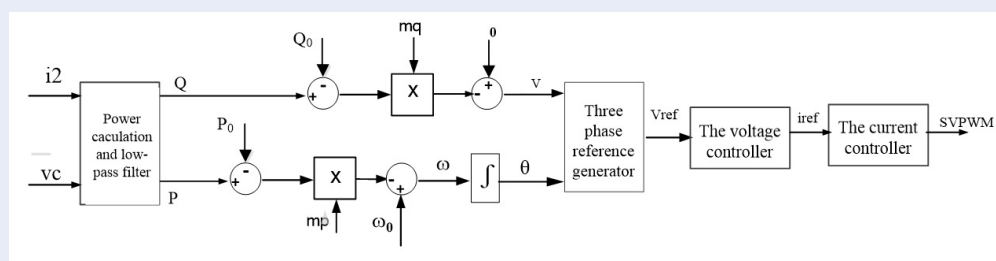 mq
Q0
0
i2
Q
- + X - + V
Power
caculation
and low-
pass filter
Three
phase
reference
generator
Vref
The voltage
controller
iref
The current
controller
SVPWM
P0
vc
P
- + X - + ω ∫ θ
mp
ω0